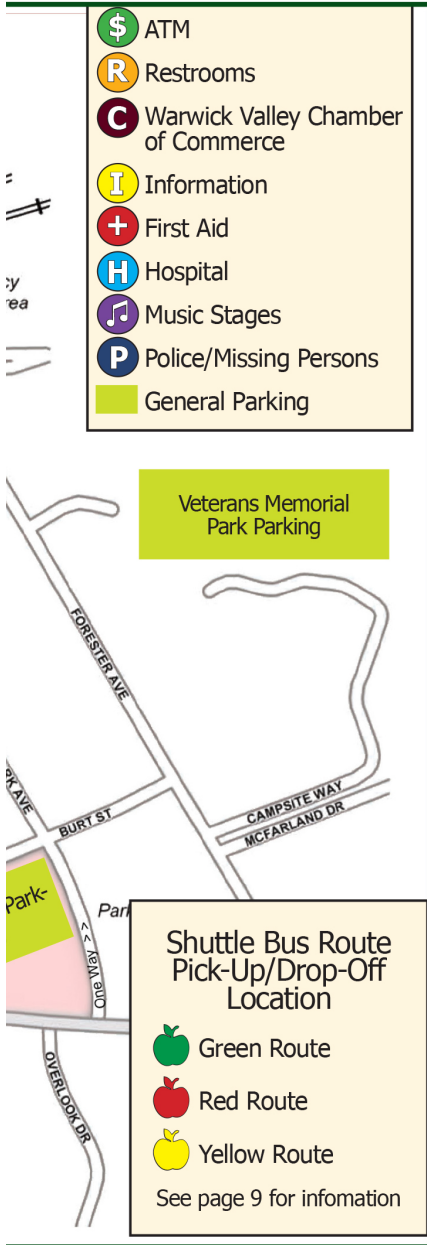 $ ATM
R Restrooms
C Warwick Valley Chamber
of Commerce
I Information
First Aid
H Hospital
Music Stages
P Police/Missing Persons
General Parking
Veterans Memorial
Park Parking
FORESTER AVE
CAMPSITE WAY
MCFARLAND DR
BURT ST
AVE
Park-
One Way > >
OVERLOOK DR
Shuttle Bus Route
Pick-Up/Drop-Off
Location
Green Route
Red Route
Yellow Route
See page 9 for infomation